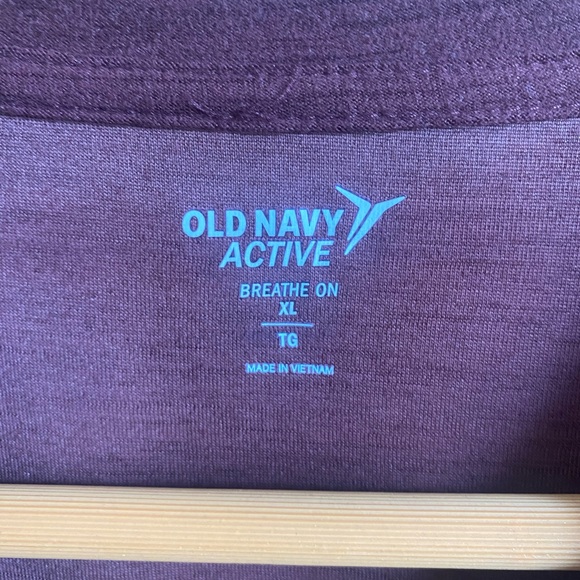 OLD NAVY
ACTIVE
BREATHE ON
XL
TG
MADE IN VIETNAM